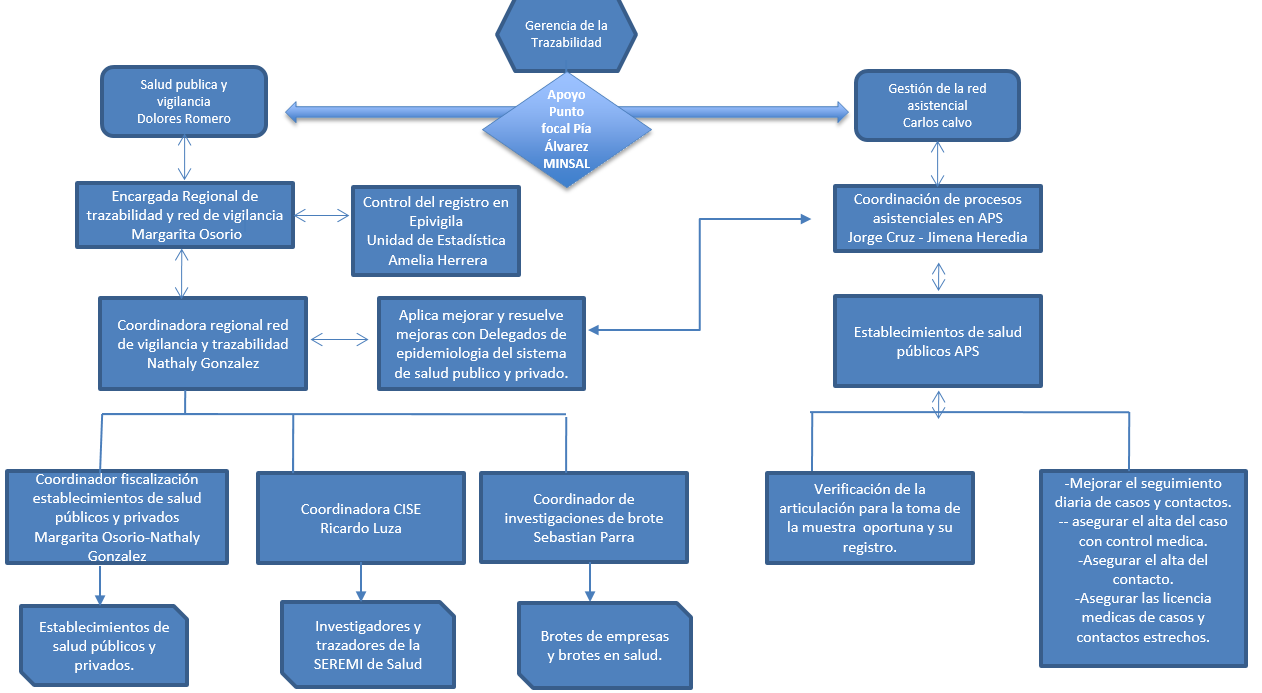 Gerencia de la
Trazabilidad
Salud publica y
vigilancia
Dolores Romero
Apoyo
Punto
focal Pía
Álvarez
MINSAL
Gestión de la red
asistencial
Carlos calvo
Encargada Regional de
trazabilidad y red de vigilancia
Margarita Osorio
Control del registro en
Epivigila
Unidad de Estadística
Amelia Herrera
Coordinación de procesos
asistenciales en APS
Jorge Cruz - Jimena Heredia
Coordinadora regional red
de vigilancia y trazabilidad
Nathaly Gonzalez
Aplica mejorar y resuelve
mejoras con Delegados de
epidemiologia del sistema
de salud publico y privado.
Establecimientos de salud
públicos APS
Coordinador fiscalización
establecimientos de salud
públicos y privados
Margarita Osorio-Nathaly
Gonzalez
Coordinadora CISE
Ricardo Luza
Coordinador de
investigaciones de brote
Sebastian Parra
Verificación de la
articulación para la toma de
la muestra  oportuna y su
registro.
-Mejorar el seguimiento
diaria de casos y contactos.
-- asegurar el alta del caso
con control medica.
-Asegurar el alta del
contacto.
-Asegurar las licencia
medicas de casos y
contactos estrechos.
Establecimientos de
salud públicos y
privados.
Investigadores y
trazadores de la
SEREMI de Salud
Brotes de empresas
y brotes en salud.